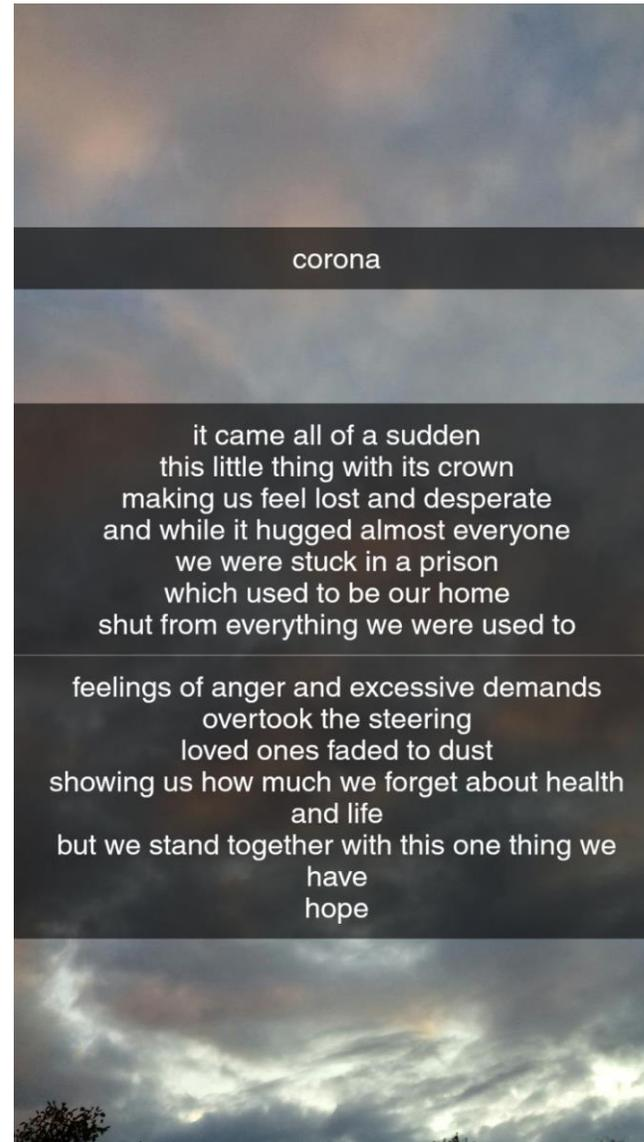 corona
it came all of a sudden
this little thing with its crown
making us feel lost and desperate
and while it hugged almost everyone
we were stuck in a prison
which used to be our home
shut from everything we were used to
feelings of anger and excessive demands
overtook the steering
loved ones faded to dust
showing us how much we forget about health
and life
but we stand together with this one thing we
have
hope